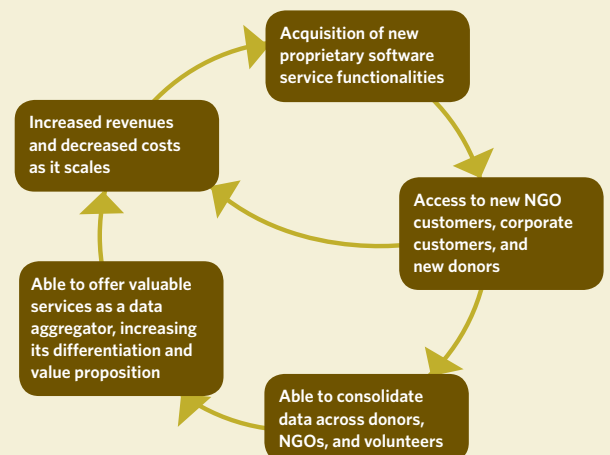 Acquisition of new
proprietary software
service functionalities
Increased revenues
and decreased costs
as it scales
Access to new NGO
customers, corporate
customers, and
new donors
Able to offer valuable
services as a data
aggregator, increasing
its differentiation and
value proposition
Able to consolidate
data across donors,
NGOs, and volunteers